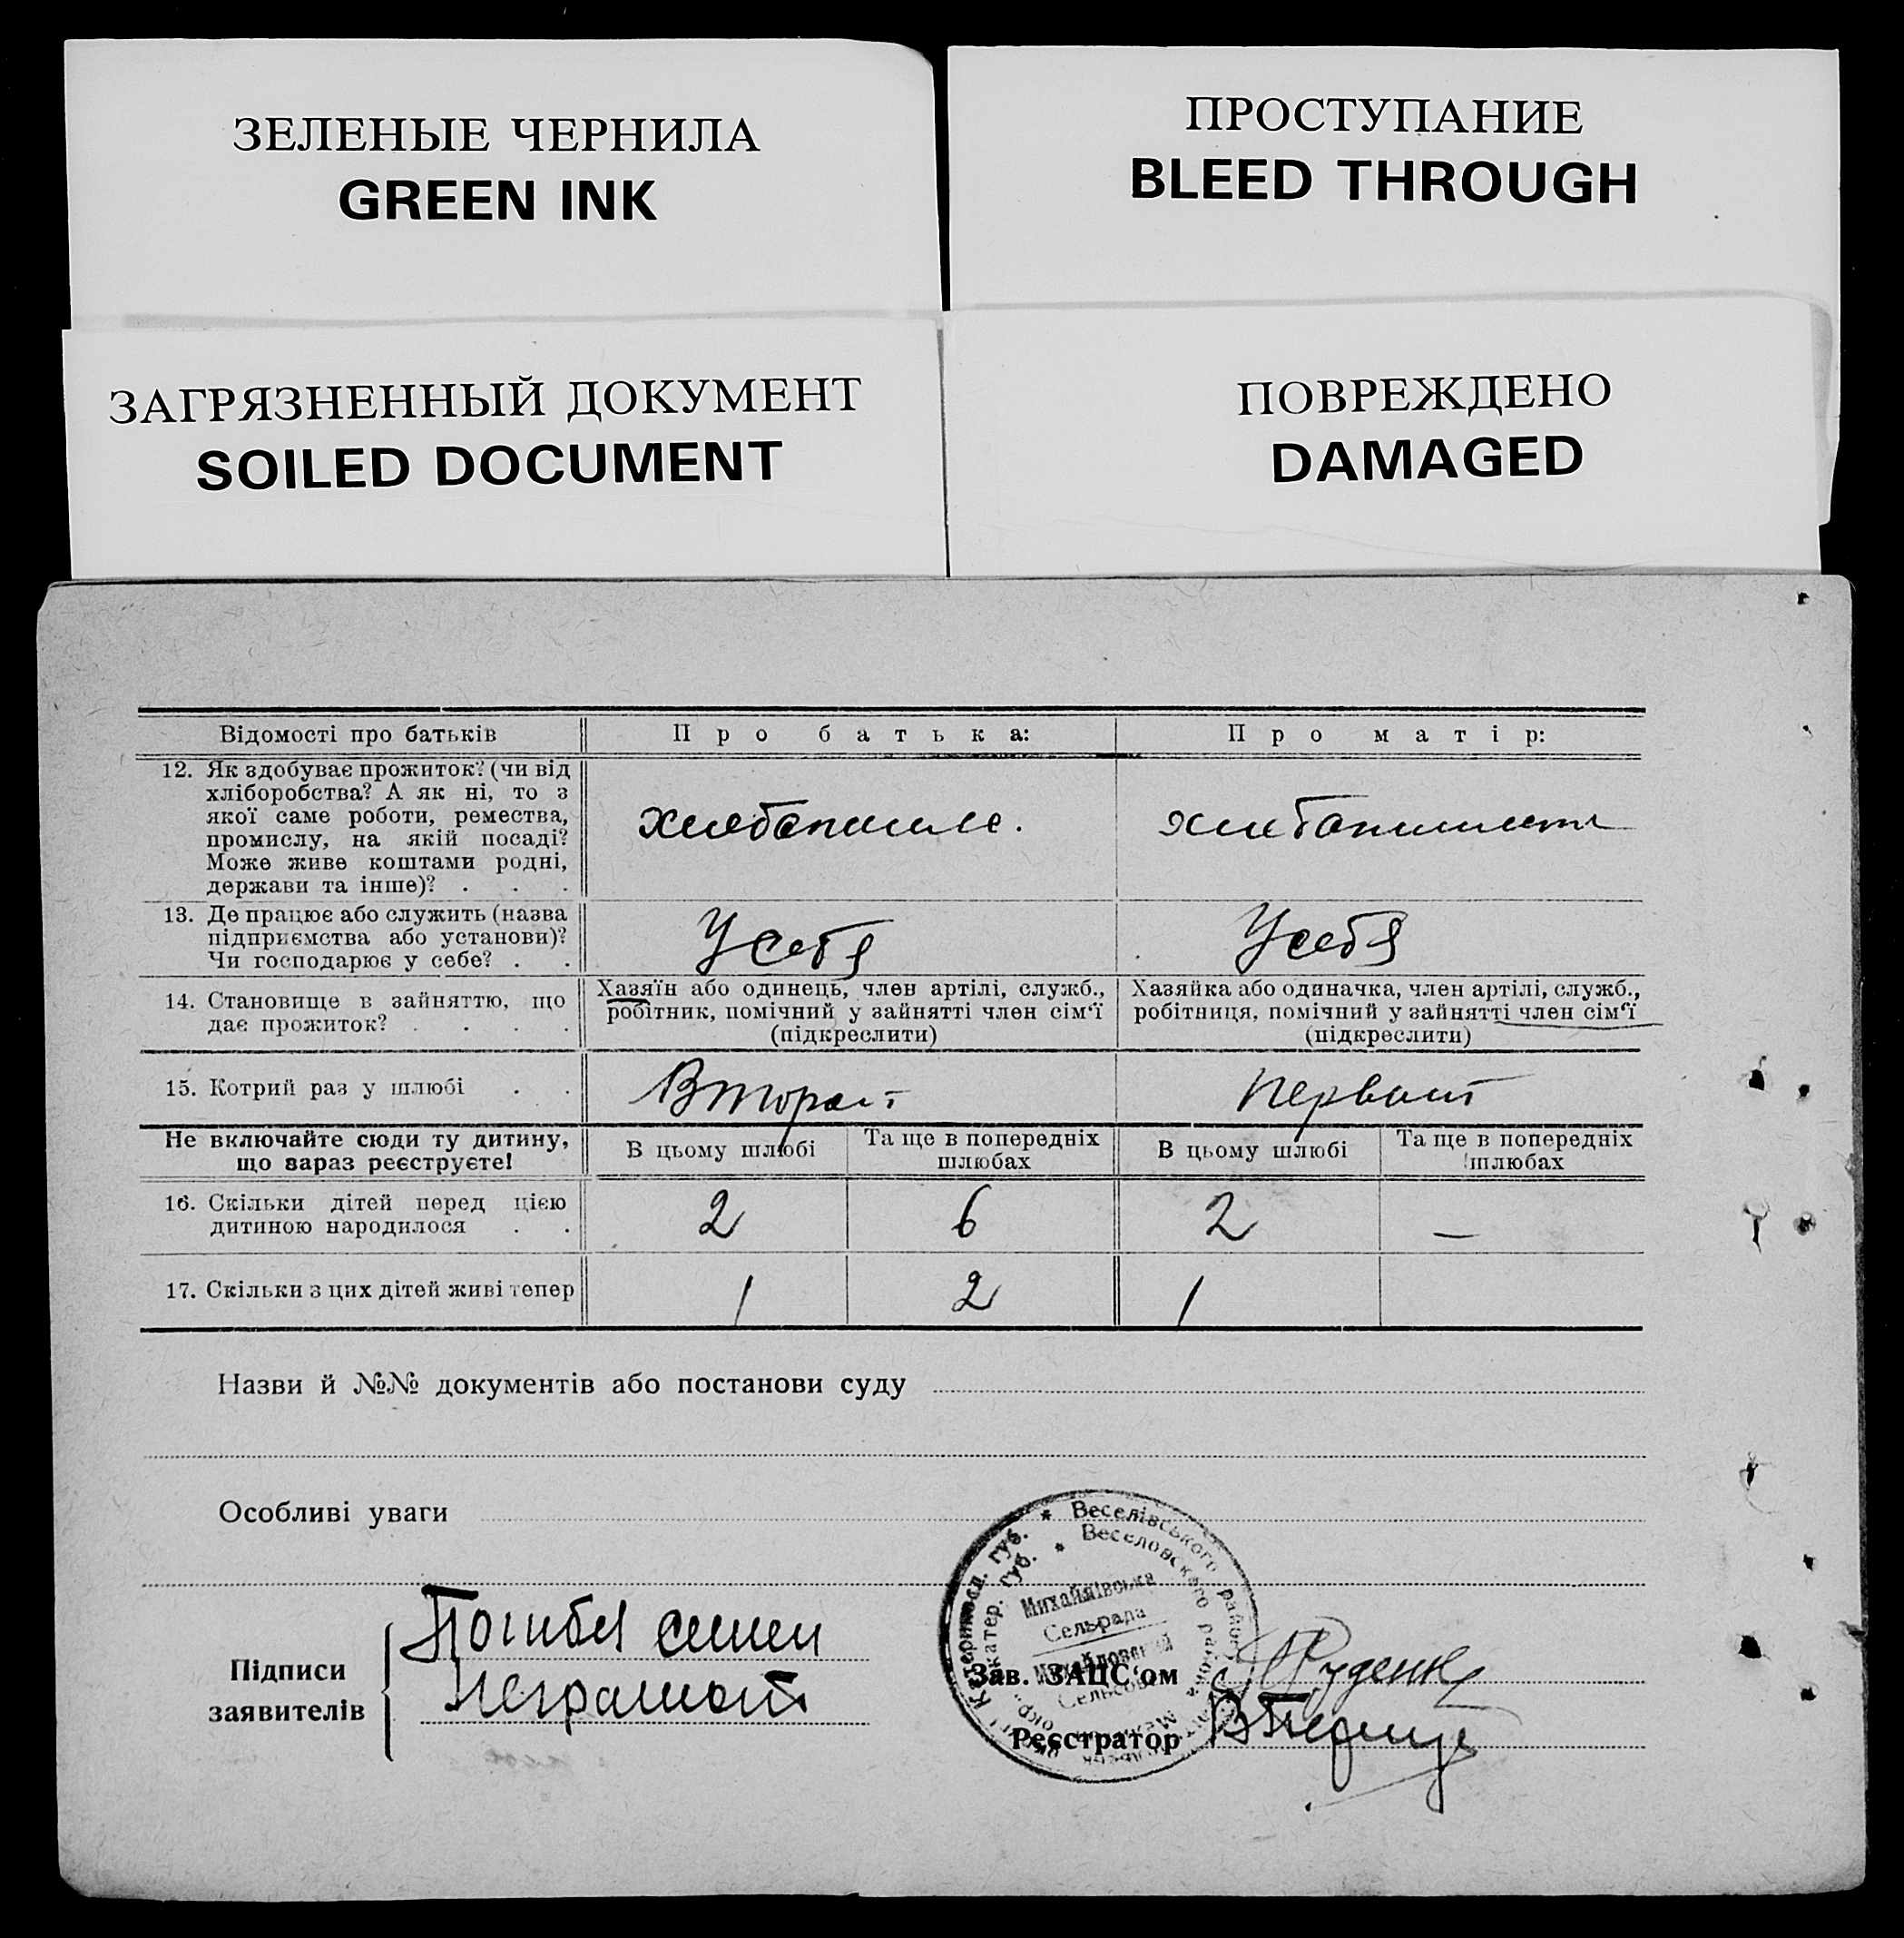 ЗЕЛЕНЫЕ ЧЕРНИЛА
GREEN INK
ПРОСТУПАНИЕ
BLEED THROUGH
ЗАГРЯЗНЕННЫЙ ДОКУМЕНТ
SOILED DOCUMENT
ПОВРЕЖДЕНО
DAMAGED
Відомості про батьків
Про батька:
Про матір:
12. Як здобуває прожиток? (чи від
хліборобства? А як ні, то з
якої саме роботи, ремества,
промислу, на якій посаді?
Може живе коштами родні,
держави та інше)? . . .
13. Де працює або служить (назва
підприємства або установи)?
Чи господарює у себе? . .
У себя
У себя
14. Становище в зайняттю, що
дає прожиток? . . . .
Хазяїн або одинець, член артілі, служб.,
робітник, помічний у зайнятті член сім'ї
(підкреслити)
Хазяйка або одиначка, член артілі, служб.,
робітниця, помічний у зайнятті член сім'ї
(підкреслити)
15. Котрий раз у шлюбі . .
Не включайте сюди ту дитину,
що зараз реєструєте!
В цьому шлюбі
Та ще в попередніх
шлюбах
В цьому шлюбі
Та ще в попередніх
шлюбах
16. Скільки дітей перед цією
дитиною народилося . .
2
6
2
—
17. Скільки з цих дітей живі тепер
1
2
1
Назви й №№ документів або постанови суду
Особливі уваги
Веселівського
Веселовского
Михайлівська
Сельрада
Михайловский
Підписи
заявителів
Зав. ЗАЦС'ом
Руденко
Реєстратор